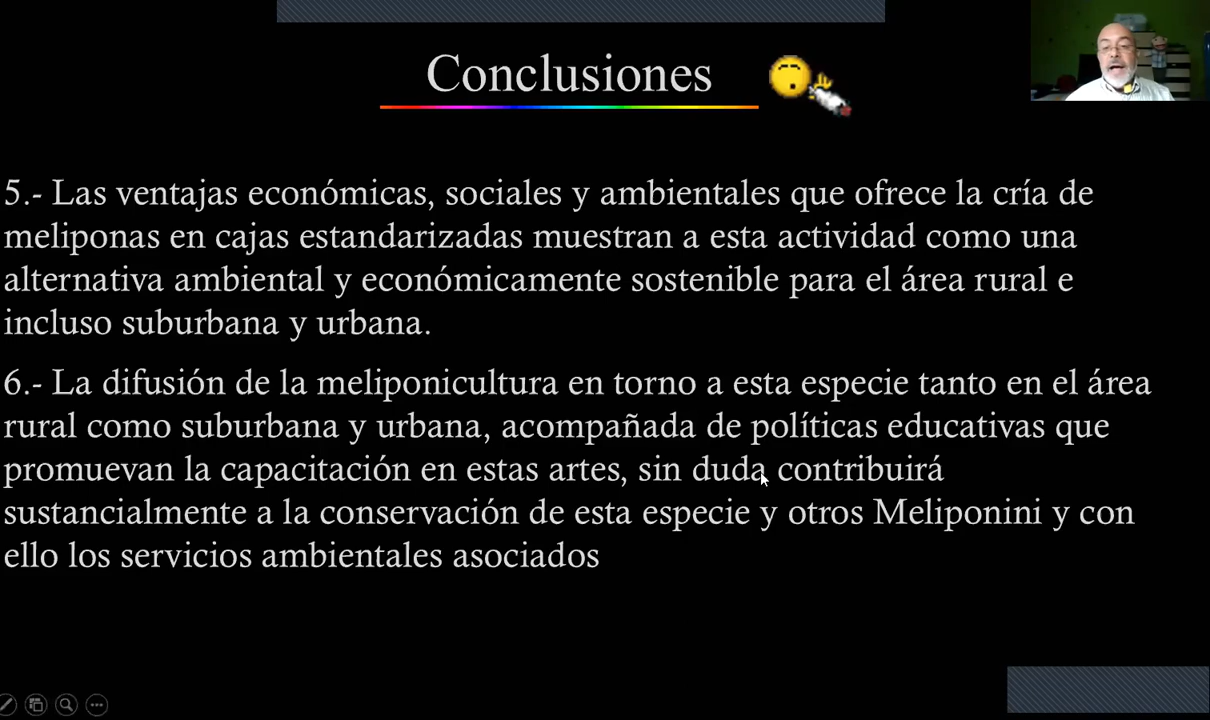 Conclusiones
5.- Las ventajas económicas, sociales y ambientales que ofrece la cría de
meliponas en cajas estandarizadas muestran a esta actividad como una
alternativa ambiental y económicamente sostenible para el área rural e
incluso suburbana y urbana.
6.- La difusión de la meliponicultura en torno a esta especie tanto en el área
rural como suburbana y urbana, acompañada de políticas educativas que
promuevan la capacitación en estas artes, sin duda contribuirá
sustancialmente a la conservación de esta especie y otros Meliponini y con
ello los servicios ambientales asociados